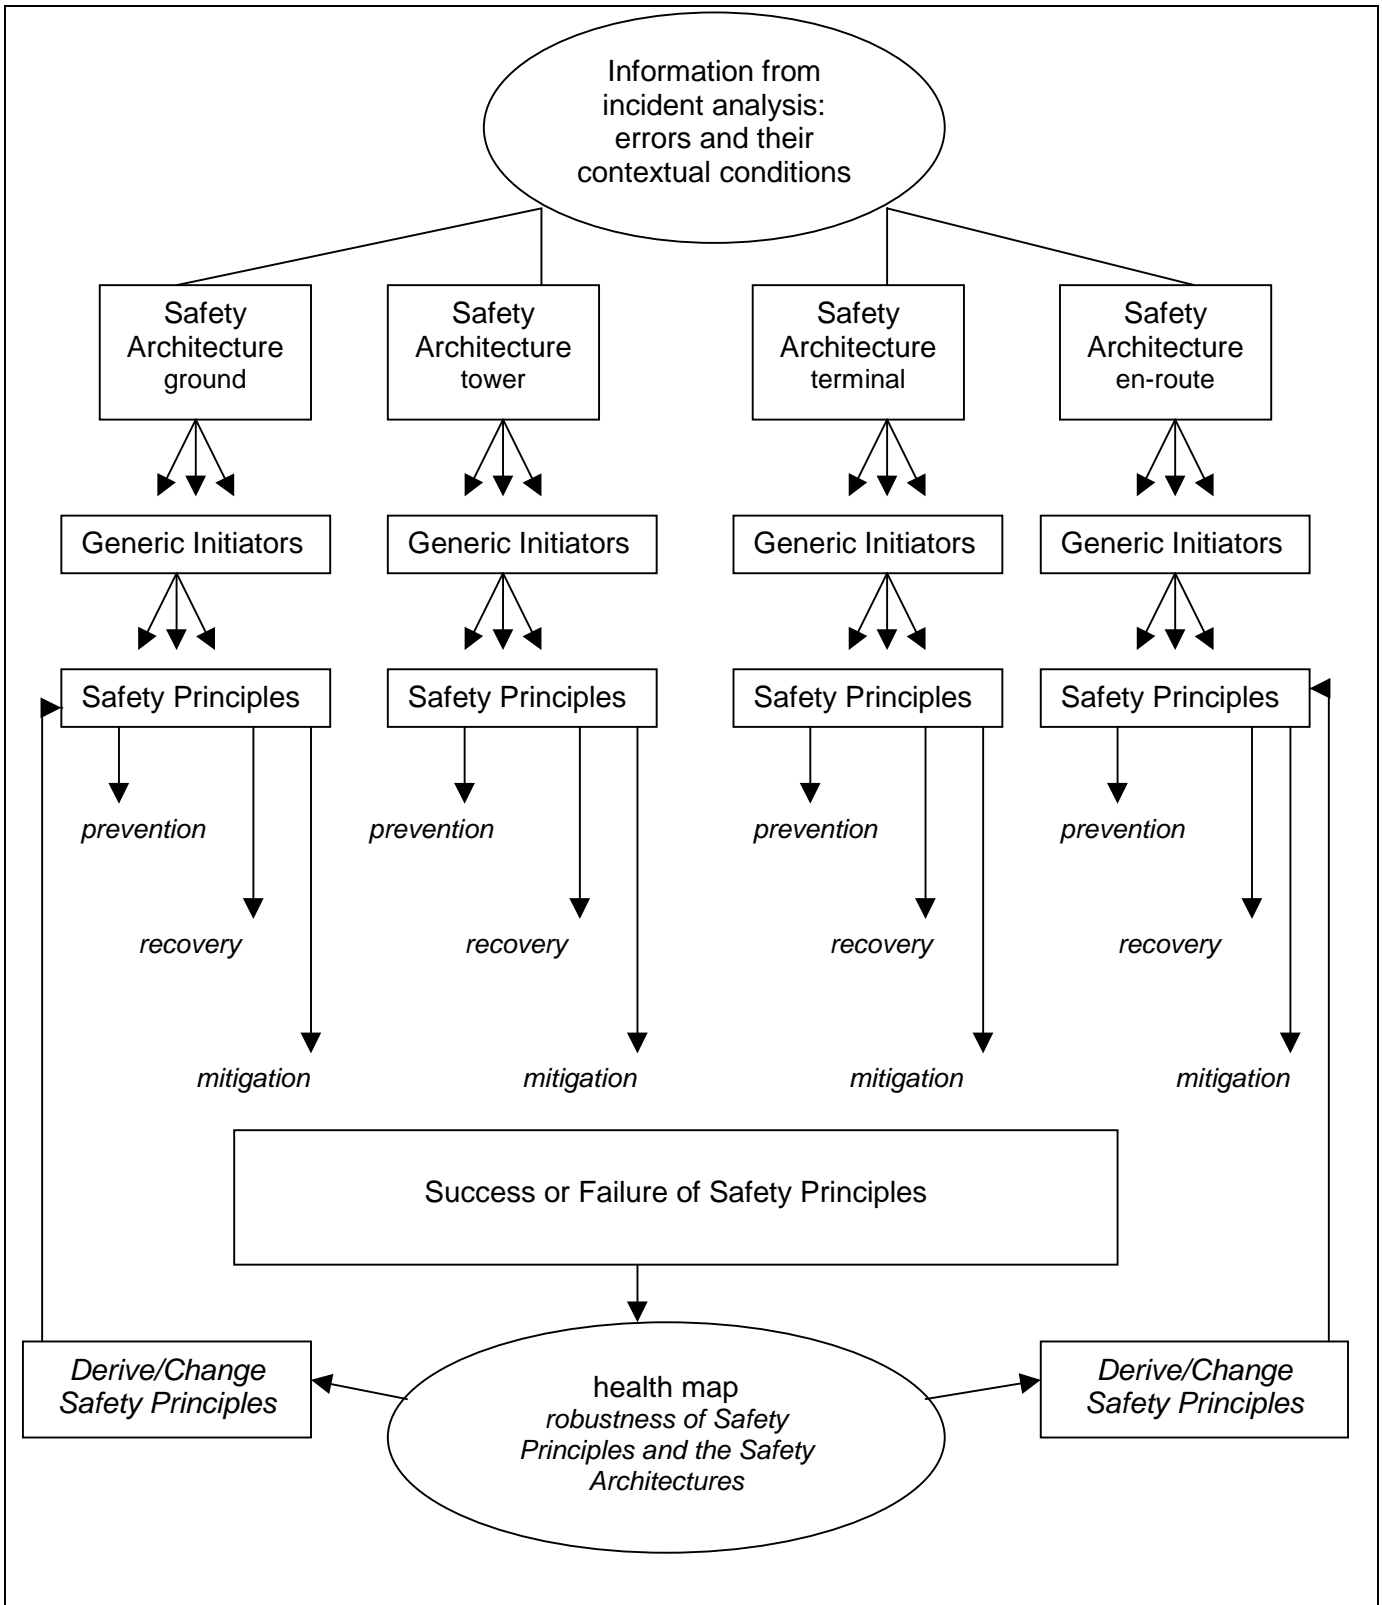 Information from
incident analysis:
errors and their
contextual conditions
Safety
Architecture
ground
Safety
Architecture
tower
Safety
Architecture
terminal
Safety
Architecture
en-route
Generic Initiators
Generic Initiators
Generic Initiators
Generic Initiators
Safety Principles
Safety Principles
Safety Principles
Safety Principles
prevention
prevention
prevention
prevention
recovery
recovery
recovery
recovery
mitigation
mitigation
mitigation
mitigation
Success or Failure of Safety Principles
Derive/Change
Safety Principles
health map
robustness of Safety
Principles and the Safety
Architectures
Derive/Change
Safety Principles